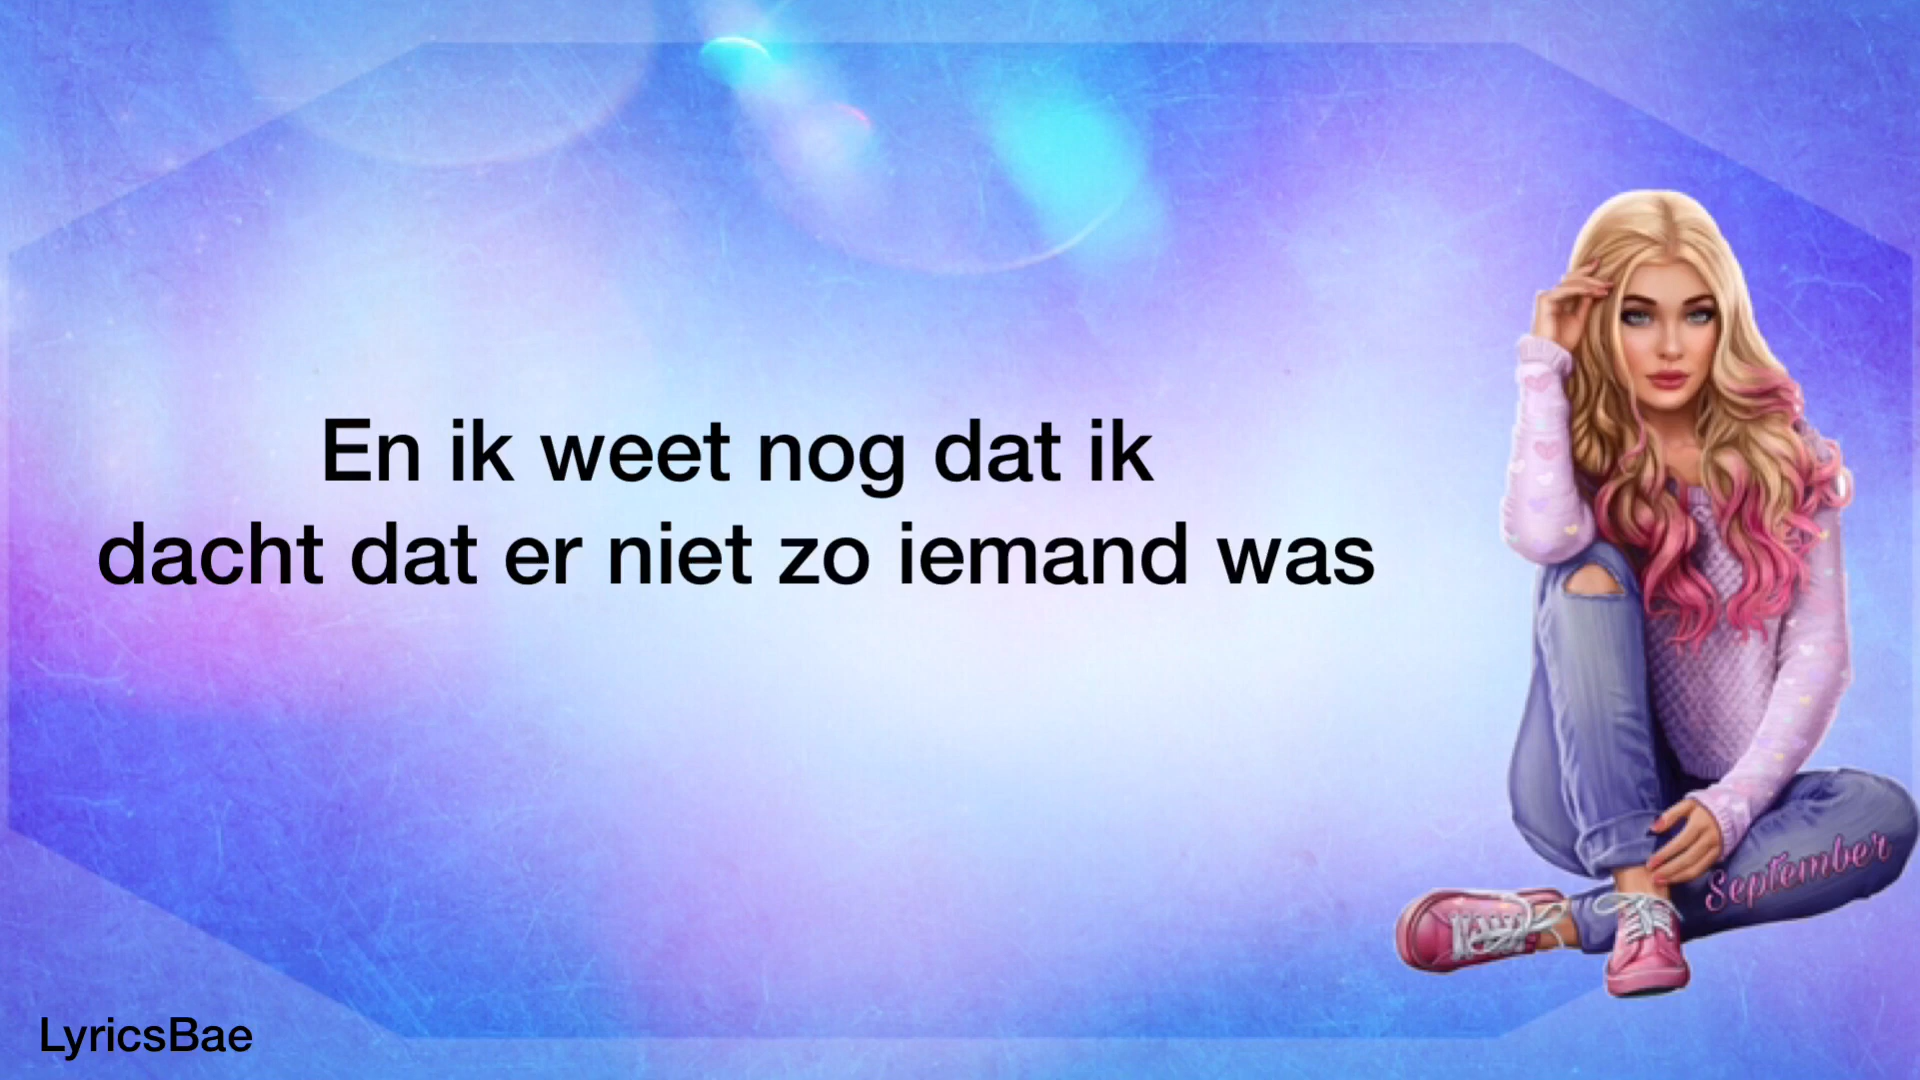 En ik weet nog dat ik
dacht dat er niet zo iemand was
September
LyricsBae